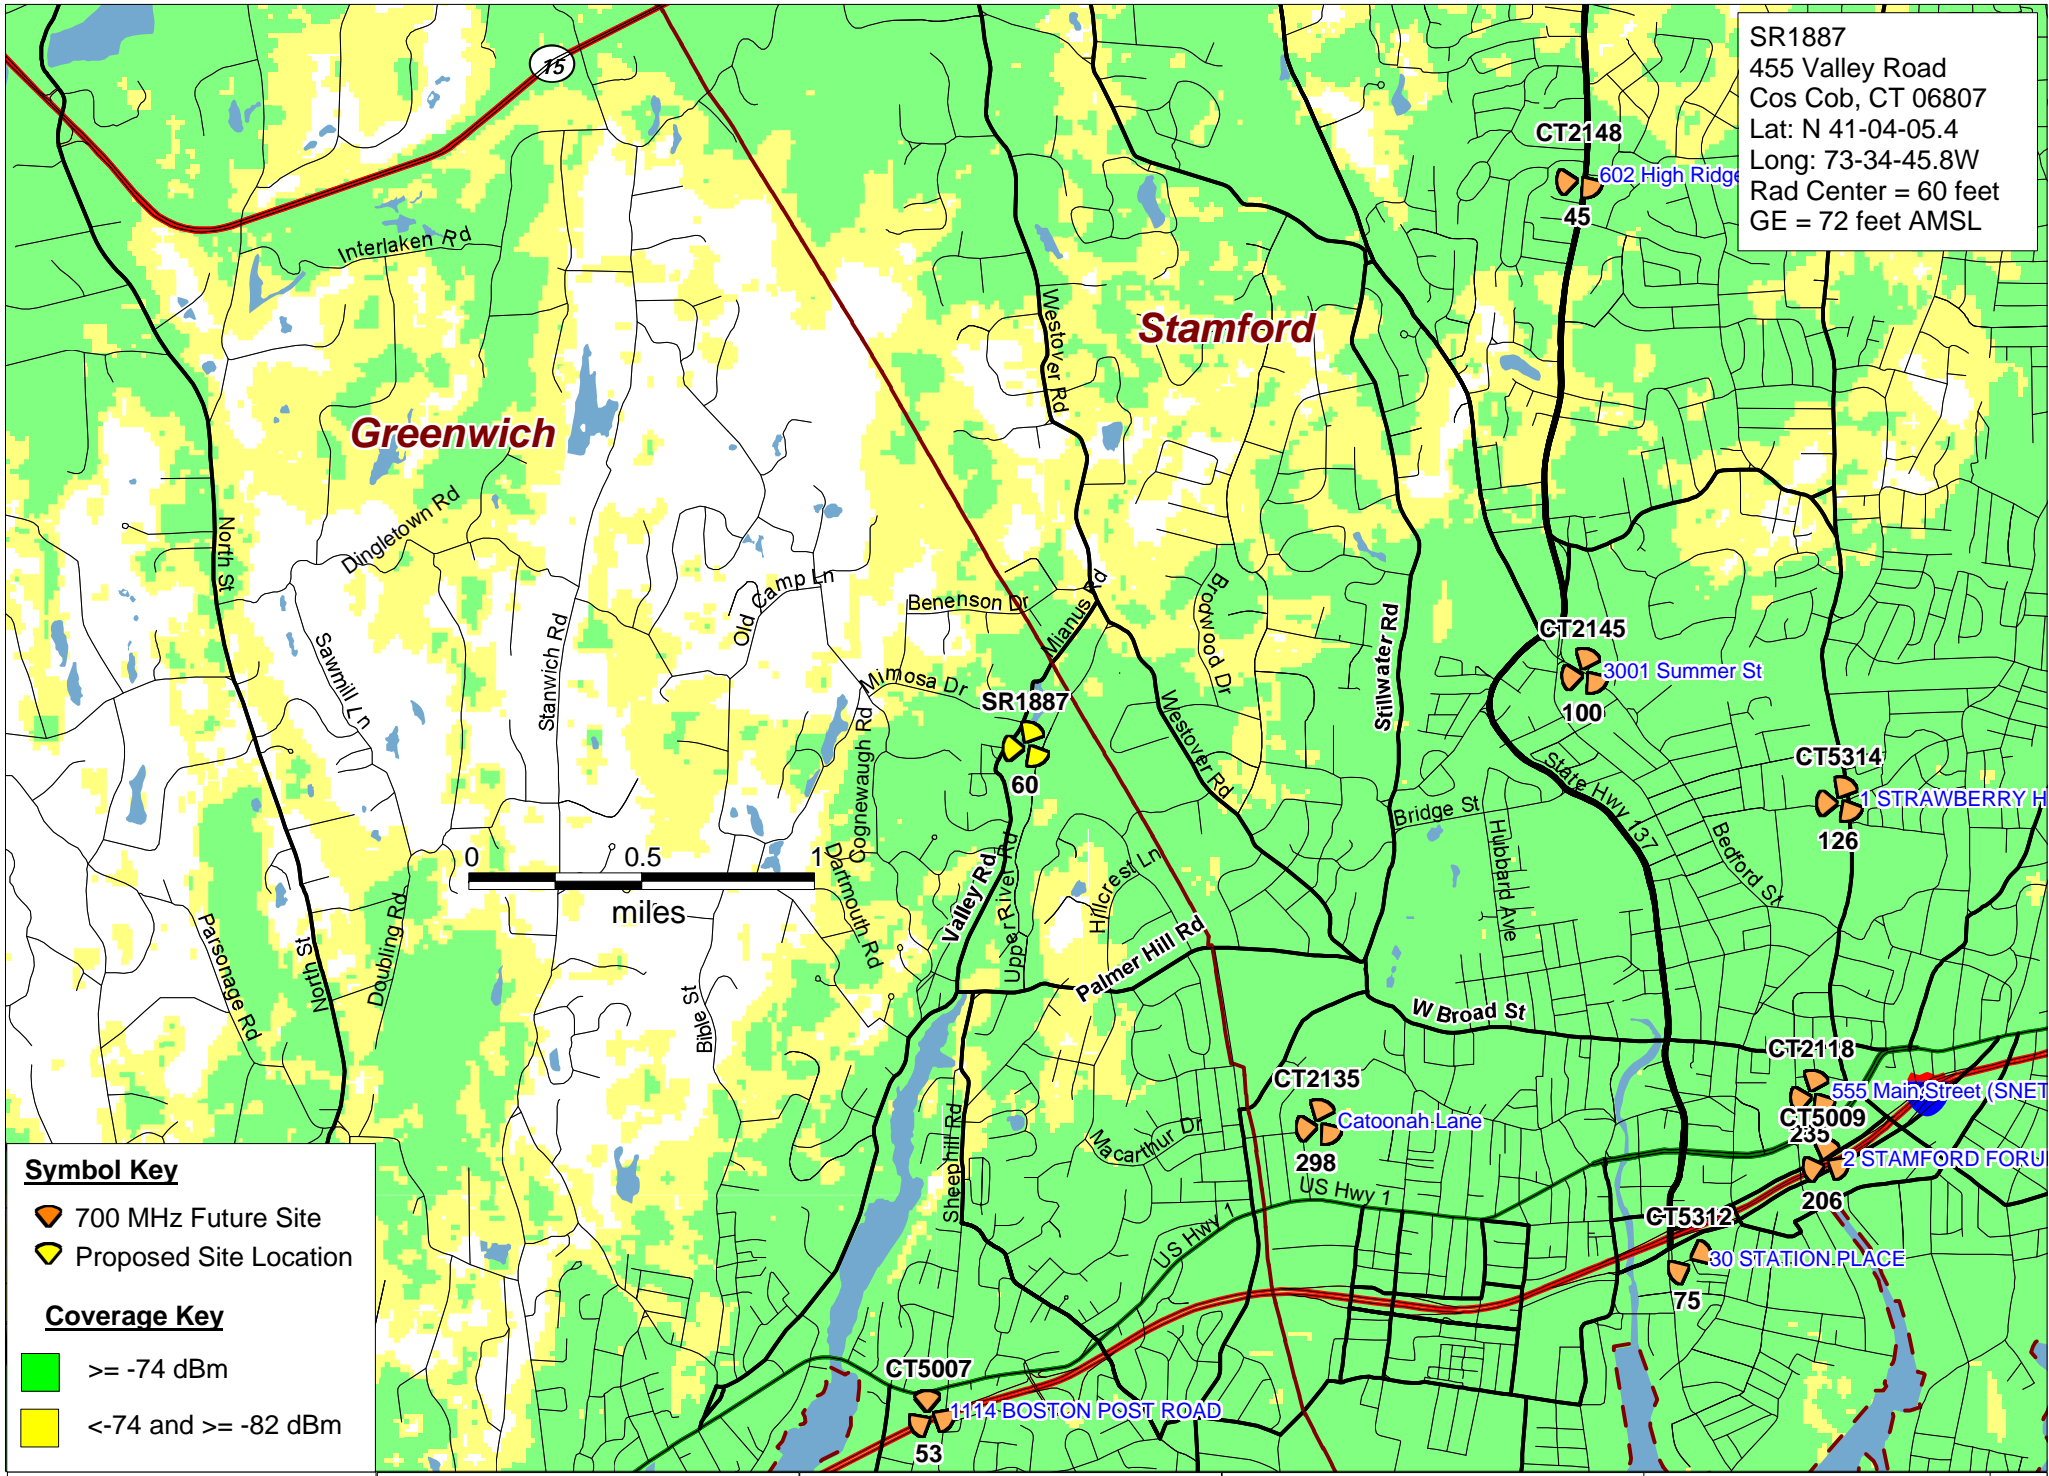 SR1887
455 Valley Road
Cos Cob, CT 06807
Lat: N 41-04-05.4
Long: 73-34-45.8W
Rad Center = 60 feet
GE = 72 feet AMSL
15
CT2148
602 High Ridge
45
Interlaken Rd
Westover Rd
Stamford
Greenwich
North St
Dingletown Rd
Old Camp Ln
Benenson Dr
Mianus Rd
Brodwood Dr
Stillwater Rd
CT2145
3001 Summer St
100
Sawmill Ln
Stanwich Rd
Mimosa Dr
SR1887
60
Cognewaugh Rd
Westover Rd
State Hwy 137
CT5314
1 STRAWBERRY H
126
Bridge St
Hubbard Ave
Bedford St
0 0.5 1
miles
Dartmouth Rd
Valley Rd
Upper River Rd
Hillcrest Ln
Palmer Hill Rd
Parsonage Rd
North St
Doubling Rd
Bible St
W Broad St
CT2118
555 Main Street (SNET
CT5009
235
2 STAMFORD FORU
206
CT2135
Catoonah Lane
298
Macarthur Dr
Sheephill Rd
US Hwy 1
US Hwy 1
CT5312
30 STATION PLACE
75
CT5007
1114 BOSTON POST ROAD
53
Symbol Key
700 MHz Future Site
Proposed Site Location
Coverage Key
>= -74 dBm
<-74 and >= -82 dBm